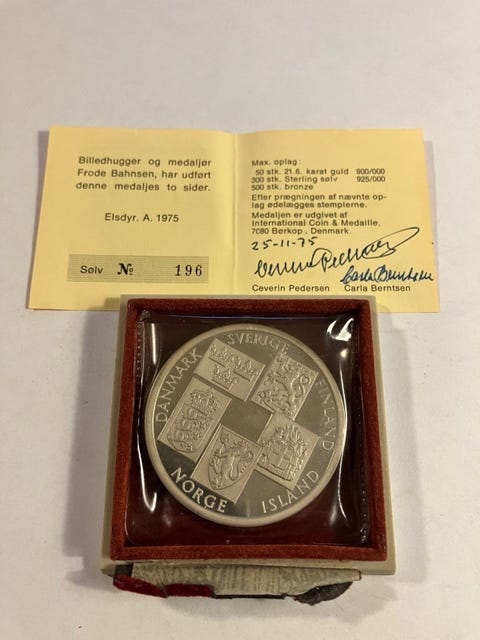 Billedhugger og medaljør
Frode Bahnsen, har udført
denne medaljes to sider.
Elsdyr. A. 1975
Sølv № 196
Max. oplag:
50 stk. 21.6 karat guld 900/000
300 stk. Sterling sølv 925/000
500 stk. bronze
Efter prægningen af nævnte op-
lag ødelægges stemplerne.
Medaljen er udgivet af
International Coin & Medaille,
7080 Børkop. Denmark.
25-11-75
Carla Berntsen
Ceverin Pedersen Carla Berntsen
DANMARK
SVERIGE
FINLAND
ISLAND
NORGE